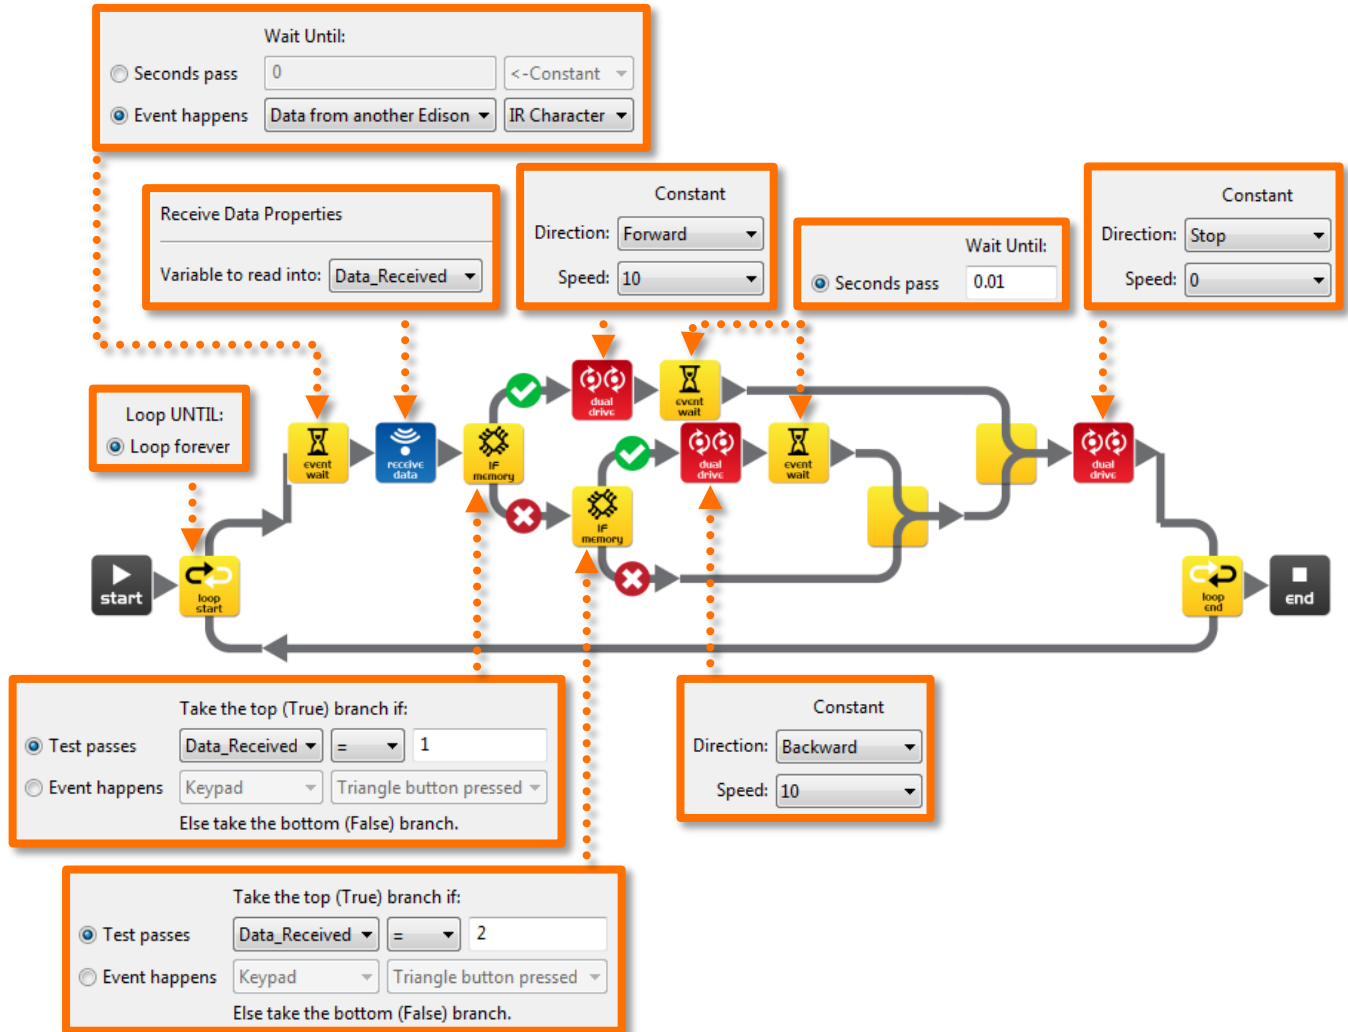 Wait Until:
Seconds pass 0 <-Constant
Event happens Data from another Edison IR Character
Receive Data Properties
Variable to read into: Data_Received
Constant
Direction: Forward
Speed: 10
Wait Until:
Seconds pass 0.01
Constant
Direction: Stop
Speed: 0
Loop UNTIL:
Loop forever
start
loop
start
event
wait
receive
data
IF
memory
dual
drive
event
wait
IF
memory
dual
drive
event
wait
dual
drive
loop
end
end
Take the top (True) branch if:
Test passes Data_Received = 1
Event happens Keypad Triangle button pressed
Else take the bottom (False) branch.
Constant
Direction: Backward
Speed: 10
Take the top (True) branch if:
Test passes Data_Received = 2
Event happens Keypad Triangle button pressed
Else take the bottom (False) branch.